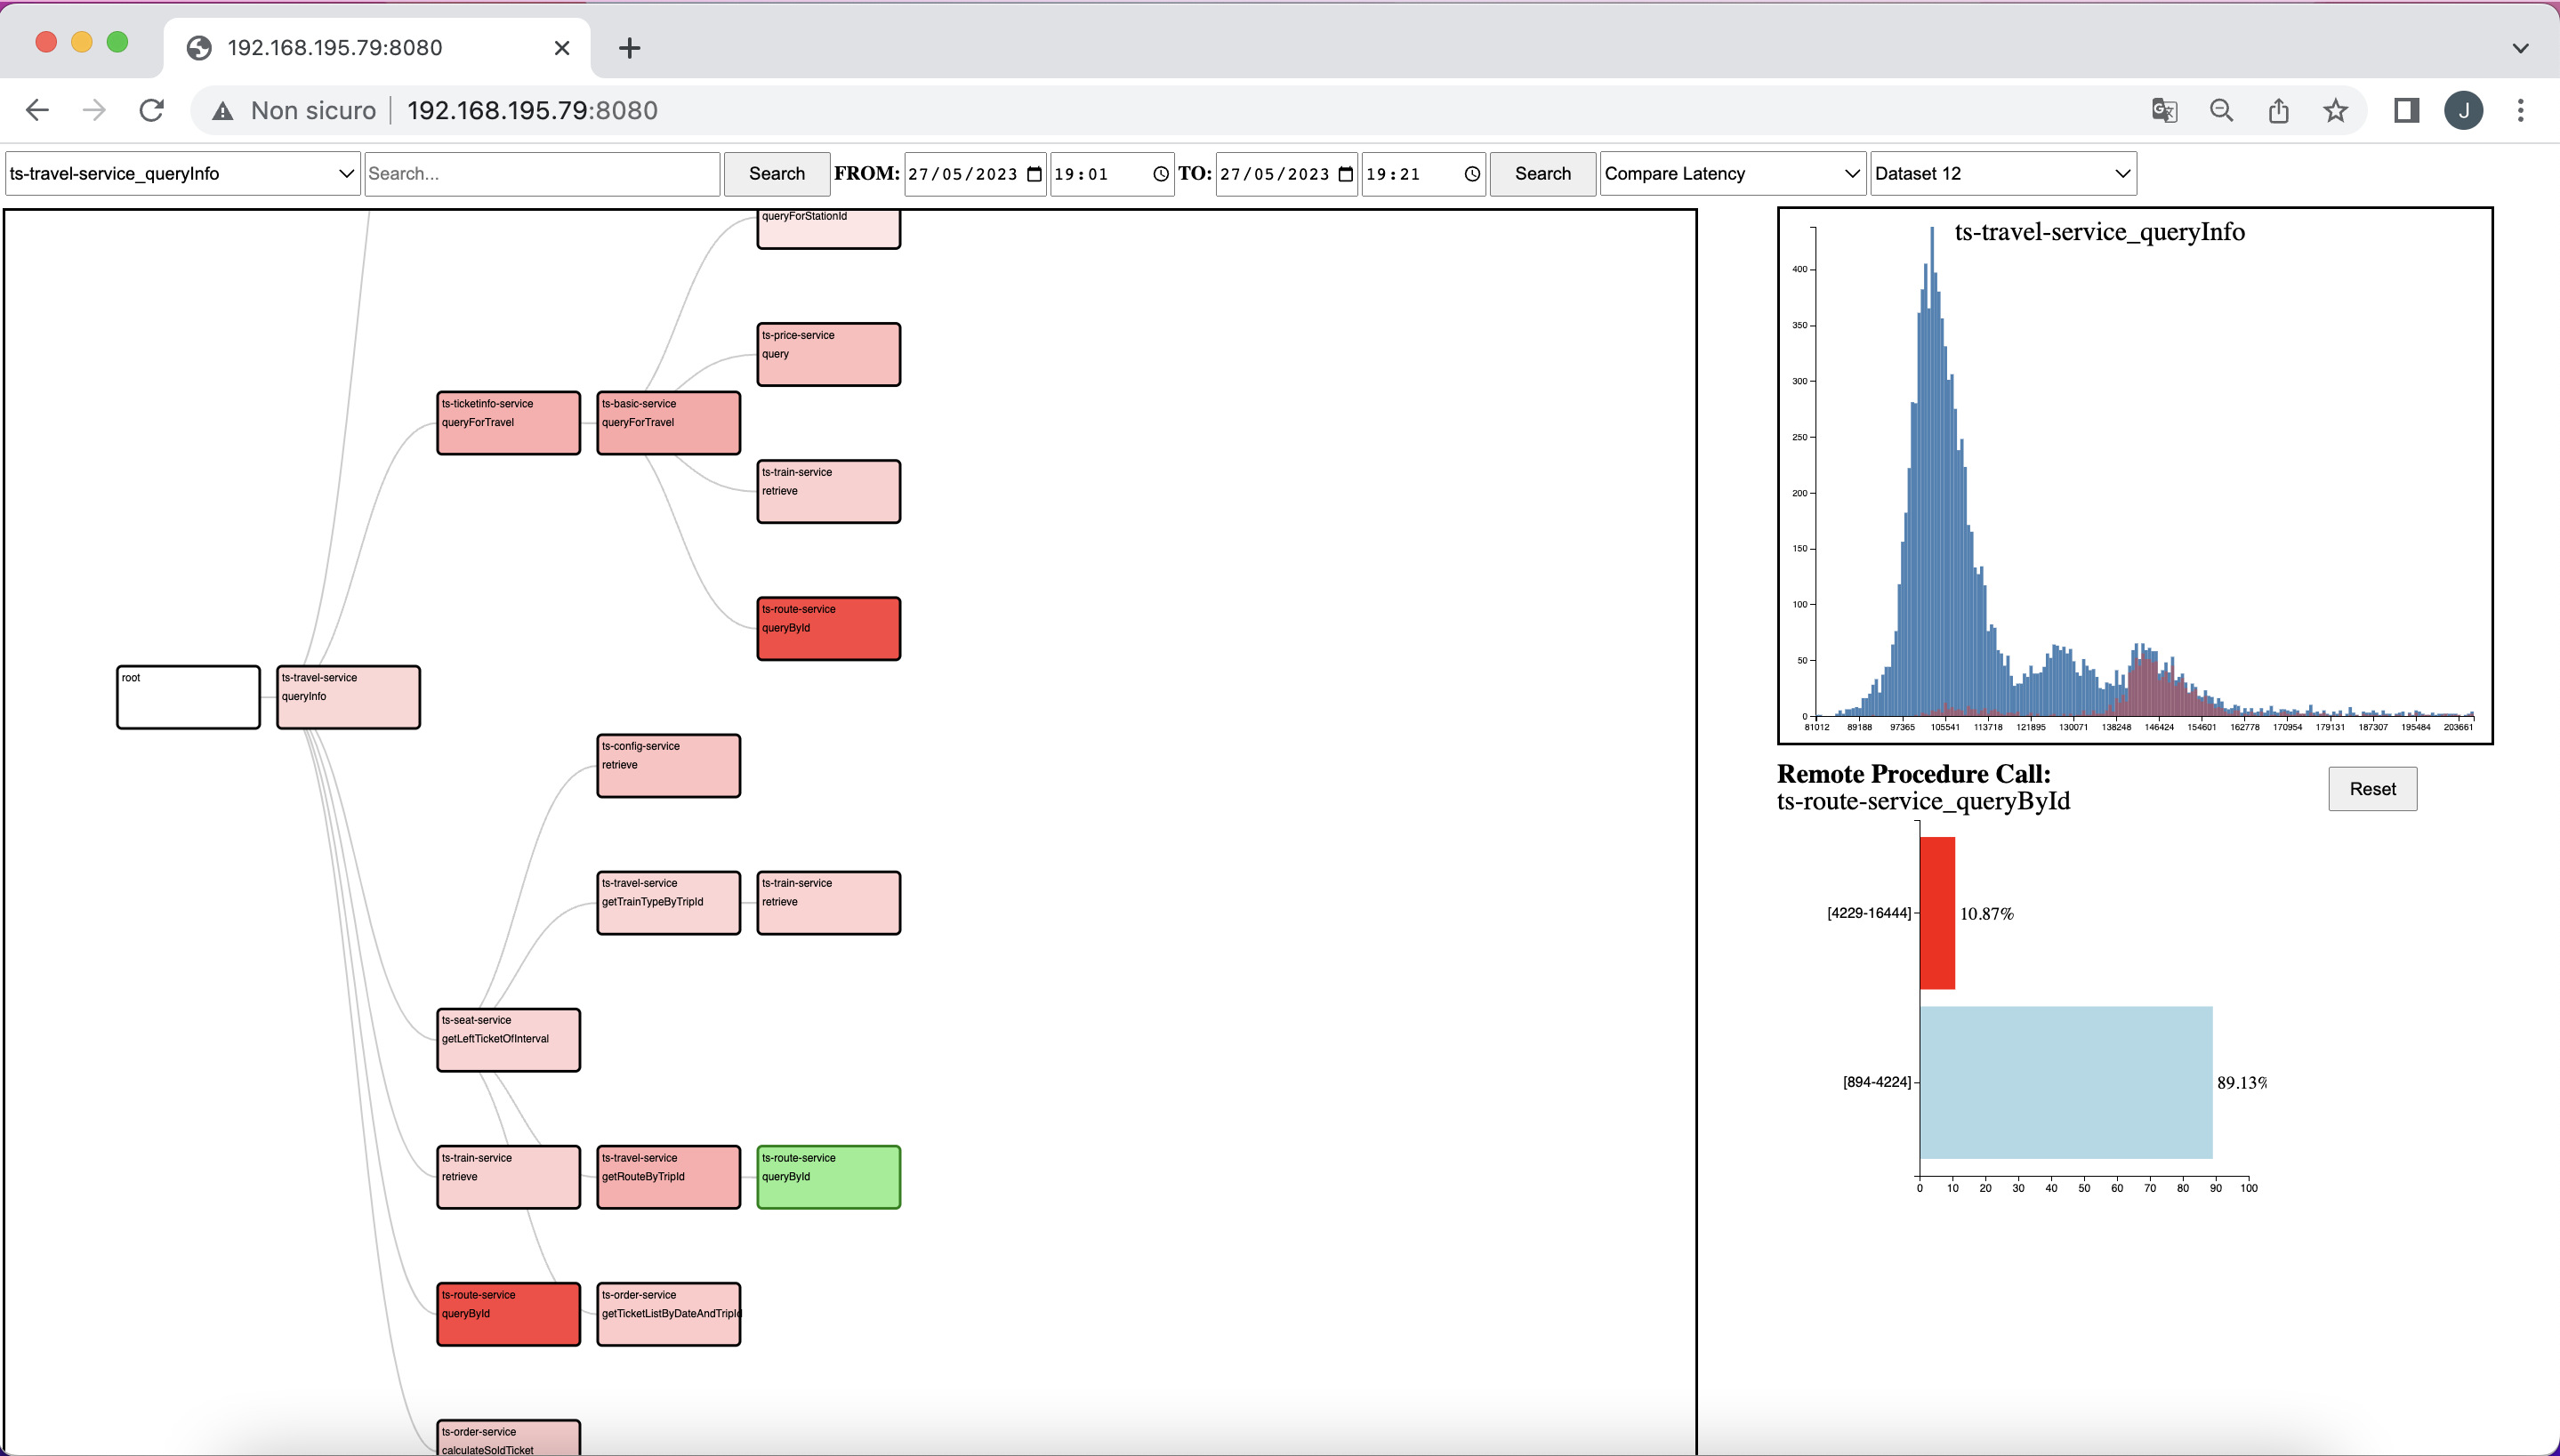 192.168.195.79:8080
Non sicuro
192.168.195.79:8080
J
ts-travel-service_queryInfo
Search...
Search
FROM: 27/05/2023 19:01 TO: 27/05/2023 19:21
Search
Compare Latency
Dataset 12
queryForStationId
ts-price-service
query
ts-ticketinfo-service
queryForTravel
ts-basic-service
queryForTravel
ts-train-service
retrieve
ts-route-service
queryById
root
ts-travel-service
queryInfo
ts-config-service
retrieve
ts-travel-service
getTrainTypeByTripId
ts-train-service
retrieve
ts-seat-service
getLeftTicketOfInterval
ts-train-service
retrieve
ts-travel-service
getRouteByTripId
ts-route-service
queryById
ts-route-service
queryById
ts-order-service
getTicketListByDateAndTripId
ts-order-service
calculateSoldTicket
ts-travel-service_queryInfo
400
350
300
250
200
150
100
50
0
81012 89188 97365 105541 113718 121895 130071 138248 146424 154601 162778 170954 179131 187307 195484 203661
Remote Procedure Call:
ts-route-service_queryById
Reset
[4229-16444] 10.87%
[894-4224] 89.13%
0 10 20 30 40 50 60 70 80 90 100